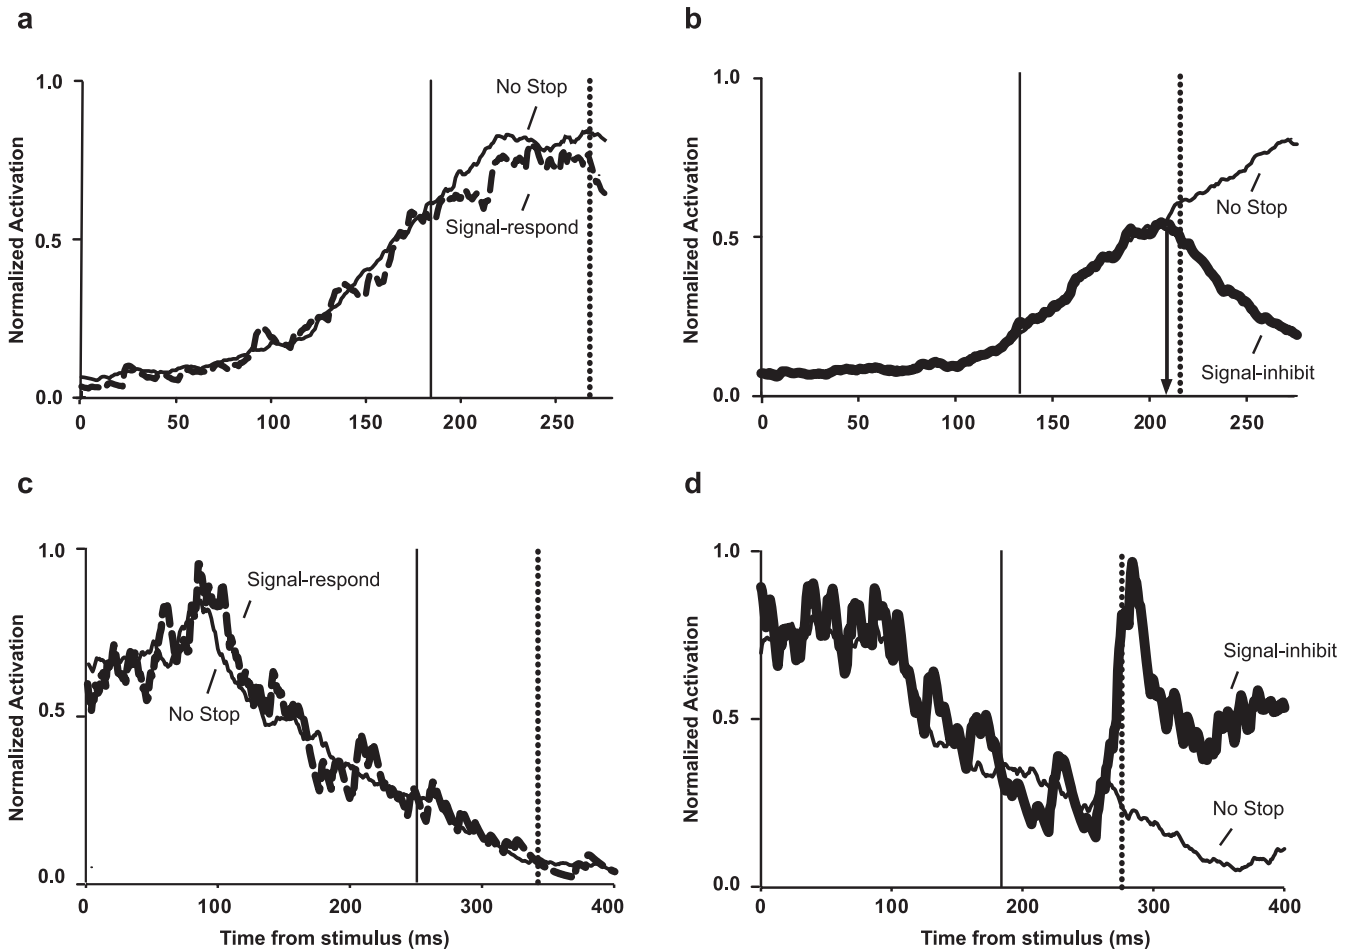 a
1.0
0.5
0.0
Normalized Activation
No Stop
Signal-respond
0 50 100 150 200 250
b
1.0
0.5
0.0
Normalized Activation
No Stop
Signal-inhibit
0 50 100 150 200 250
c
1.0
0.5
0.0
Normalized Activation
Signal-respond
No Stop
0 100 200 300 400
Time from stimulus (ms)
d
1.0
0.5
0.0
Normalized Activation
Signal-inhibit
No Stop
0 100 200 300 400
Time from stimulus (ms)